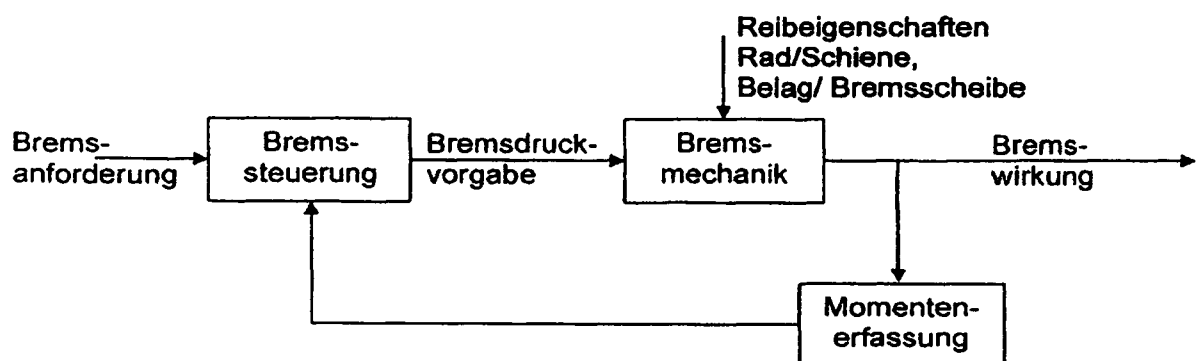 Reibeigenschaften
Rad/Schiene,
Belag/ Bremsscheibe
Brems-
anforderung
Brems-
steuerung
Bremsdruck-
vorgabe
Brems-
mechanik
Brems-
wirkung
Momenten-
erfassung